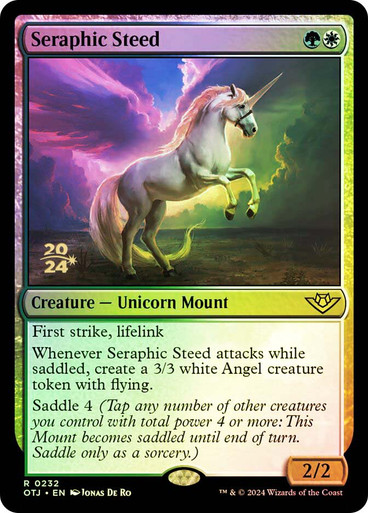 Seraphic Steed
20
24
Creature — Unicorn Mount
First strike, lifelink
Whenever Seraphic Steed attacks while
saddled, create a 3/3 white Angel creature
token with flying.
Saddle 4 (Tap any number of other creatures
you control with total power 4 or more: This
Mount becomes saddled until end of turn.
Saddle only as a sorcery.)
2/2
R 0232
OTJ • EN Jonas De Ro
™ & © 2024 Wizards of the Coast